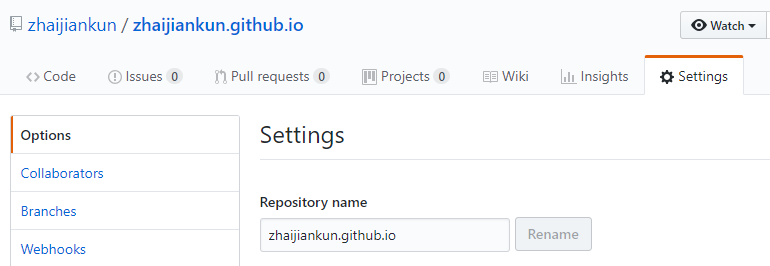 zhaijiankun / zhaijiankun.github.io
Watch
Code Issues 0 Pull requests 0 Projects 0 Wiki Insights Settings
Options
Collaborators
Branches
Webhooks
Settings
Repository name
zhaijiankun.github.io Rename